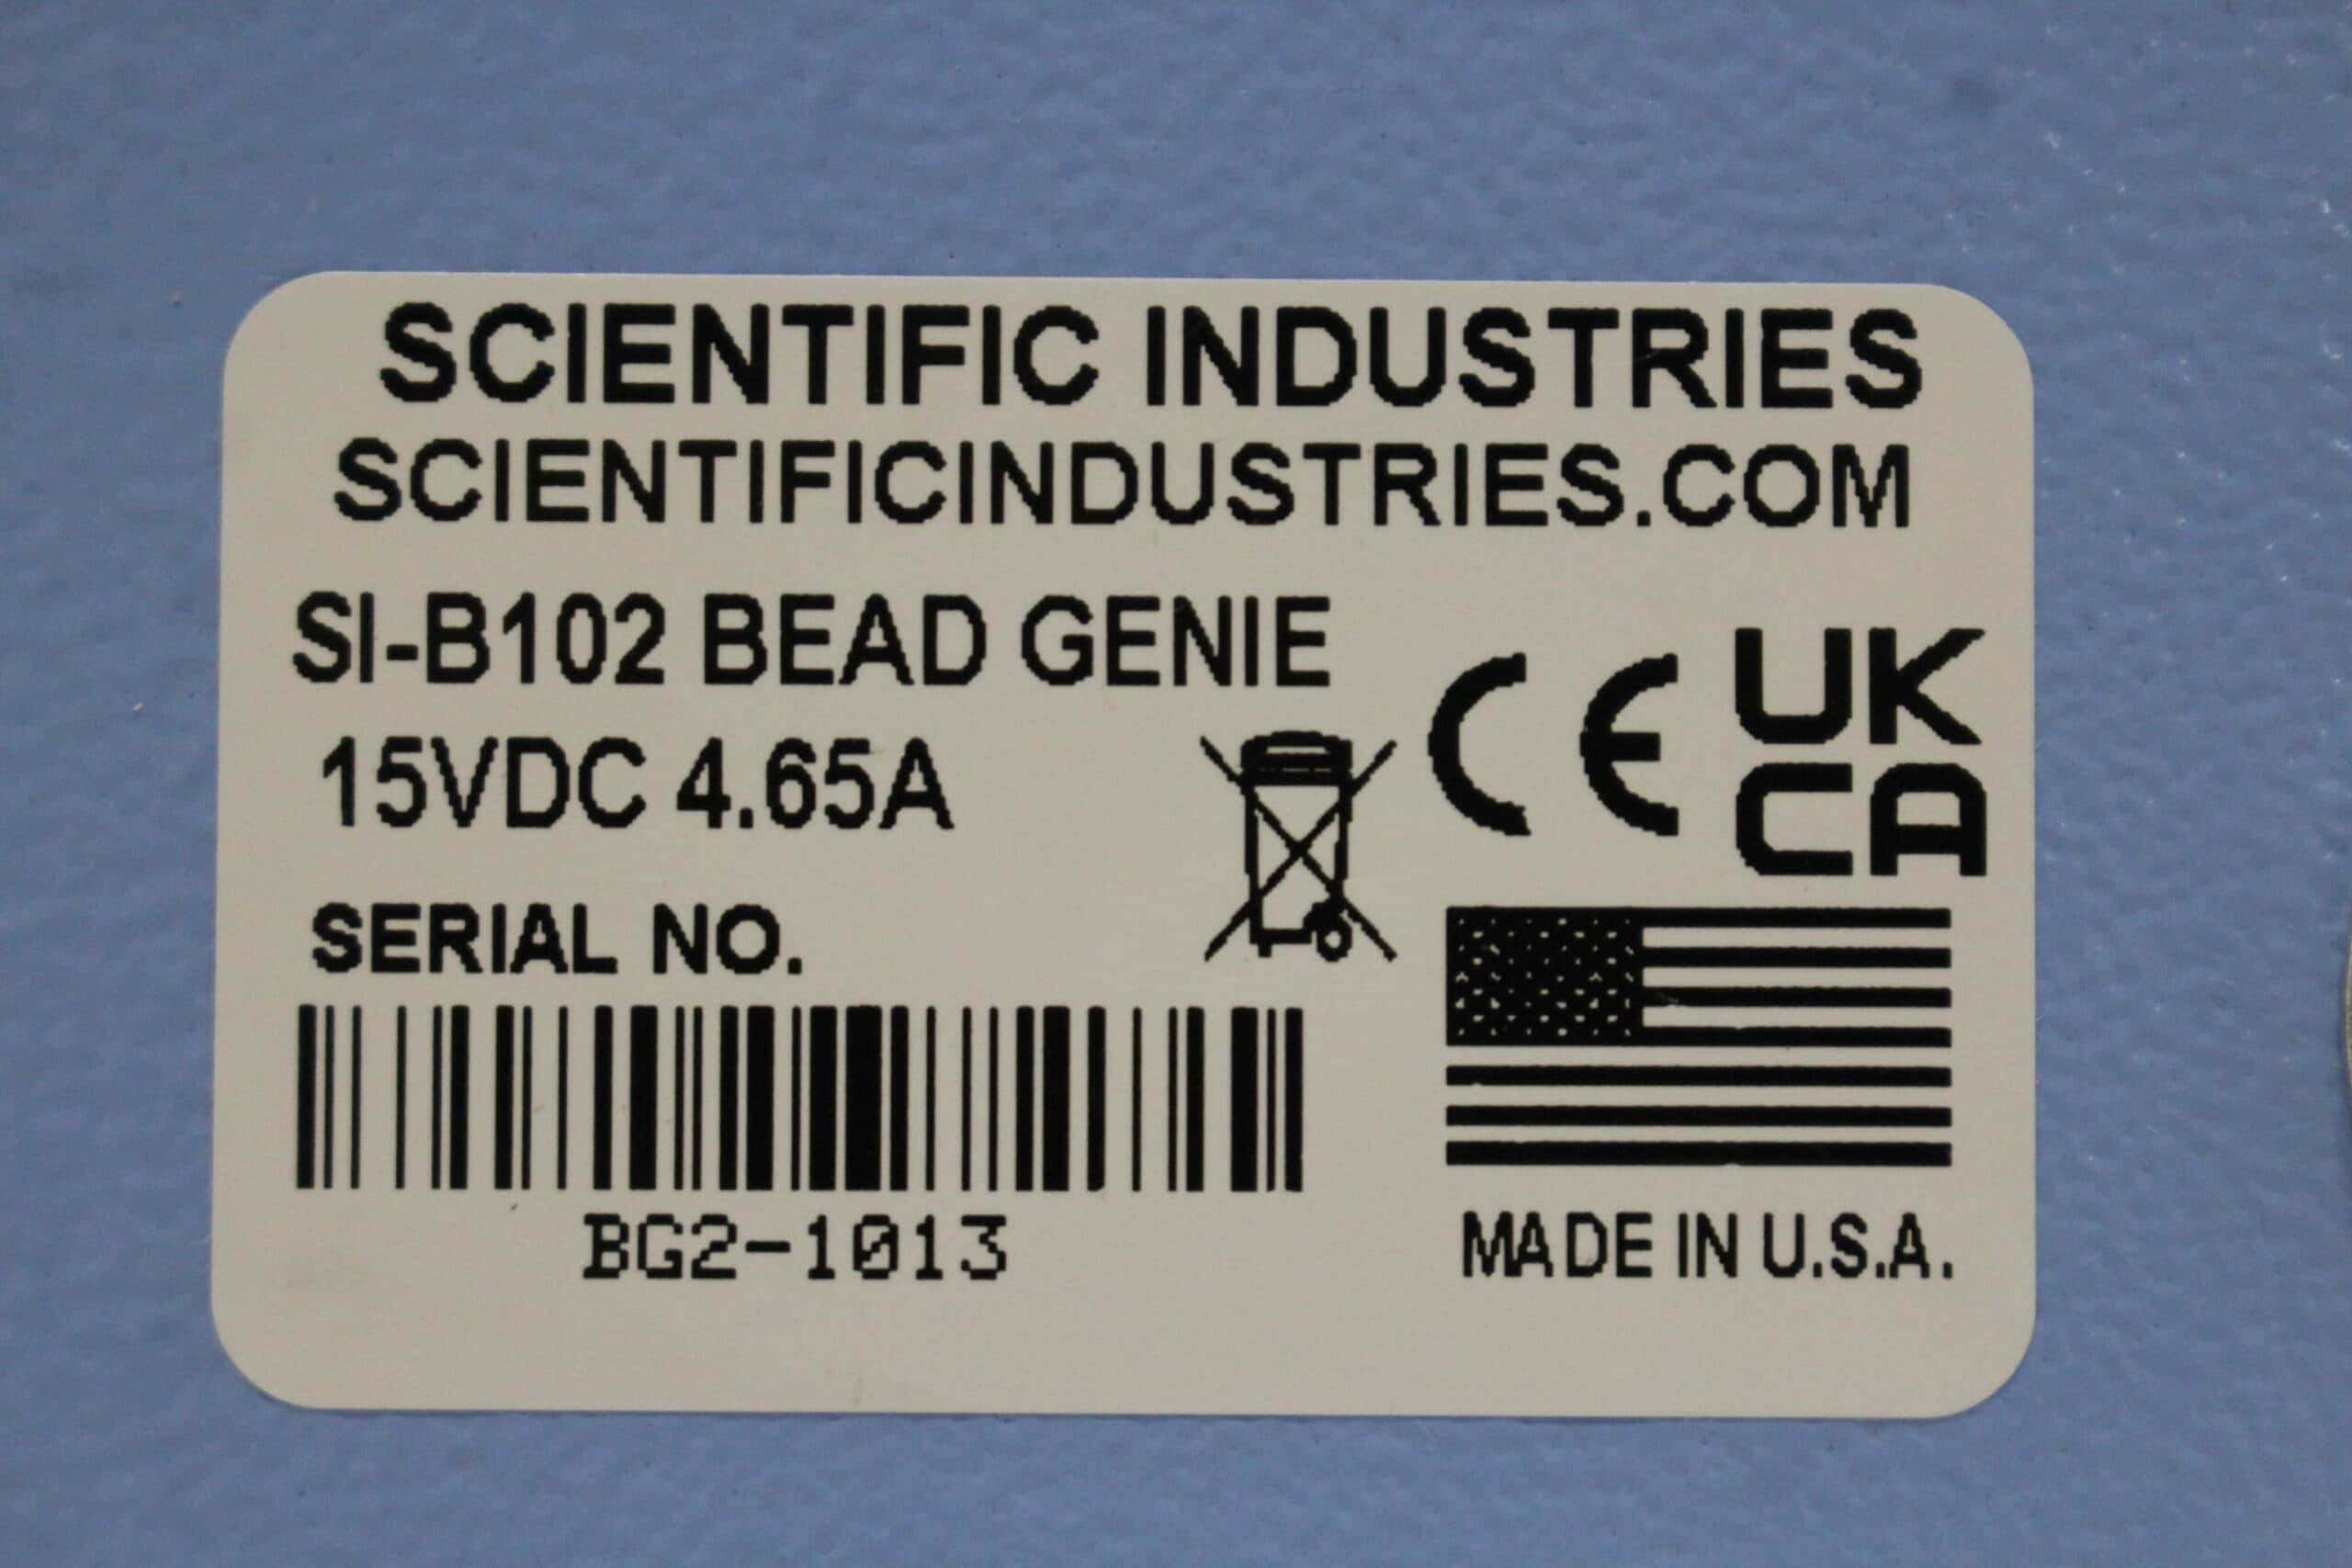 SCIENTIFIC INDUSTRIES
SCIENTIFICINDUSTRIES.COM
SI-B102 BEAD GENIE
15VDC 4.65A
CE
UK
CA
SERIAL NO.
BG2-1013
MADE IN U.S.A.